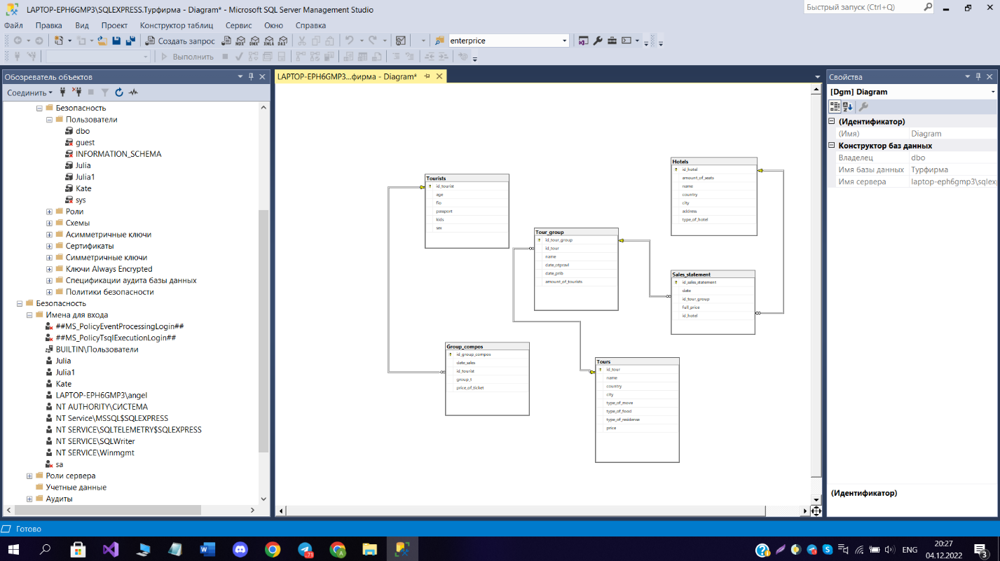 LAPTOP-EPH6GMP3\SQLEXPRESS.Турфирма - Diagram* - Microsoft SQL Server Management Studio
Быстрый запуск (Ctrl+Q)
Файл Правка Вид Проект Конструктор таблиц Сервис Окно Справка
Создать запрос MDX DMX XMLA DAX enterprice
Выполнить
Обозреватель объектов
Соединить
Безопасность
Пользователи
dbo
guest
INFORMATION_SCHEMA
Julia
Julia1
Kate
sys
Роли
Схемы
Асимметричные ключи
Сертификаты
Симметричные ключи
Ключи Always Encrypted
Спецификации аудита базы данных
Политики безопасности
Безопасность
Имена для входа
##MS_PolicyEventProcessingLogin##
##MS_PolicyTsqlExecutionLogin##
BUILTIN\Пользователи
Julia
Julia1
Kate
LAPTOP-EPH6GMP3\angel
NT AUTHORITY\СИСТЕМА
NT Service\MSSQL$SQLEXPRESS
NT SERVICE\SQLTELEMETRY$SQLEXPRESS
NT SERVICE\SQLWriter
NT SERVICE\Winmgmt
sa
Роли сервера
Учетные данные
Аудиты
LAPTOP-EPH6GMP3...фирма - Diagram*
Tourists
id_tourist
age
fio
passport
kids
sex
Tour_group
id_tour_group
id_tour
name
date_otpravl
date_prib
amount_of_tourists
Hotels
id_hotel
amount_of_seats
name
country
city
address
type_of_hotel
Sales_statement
id_sales_statement
date
id_tour_group
full_price
id_hotel
Group_compos
id_group_compos
date_sales
id_tourist
group_t
price_of_ticket
Tours
id_tour
name
country
city
type_of_move
type_of_food
type_of_residense
price
Свойства
[Dgm] Diagram
(Идентификатор)
(Имя) Diagram
Конструктор баз данных
Владелец dbo
Имя базы данных Турфирма
Имя сервера laptop-eph6gmp3\sqlexpr
(Идентификатор)
Готово
71
ENG
20:27
04.12.2022
3